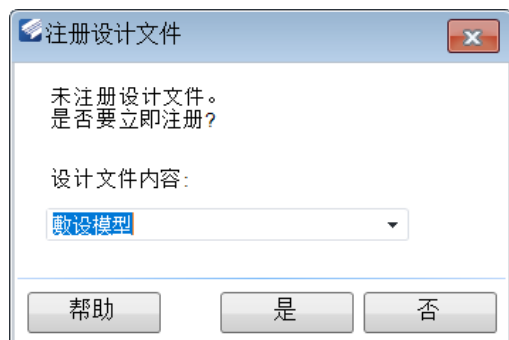 注册设计文件
未注册设计文件。
是否要立即注册?
设计文件内容:
敷设模型
帮助
是
否